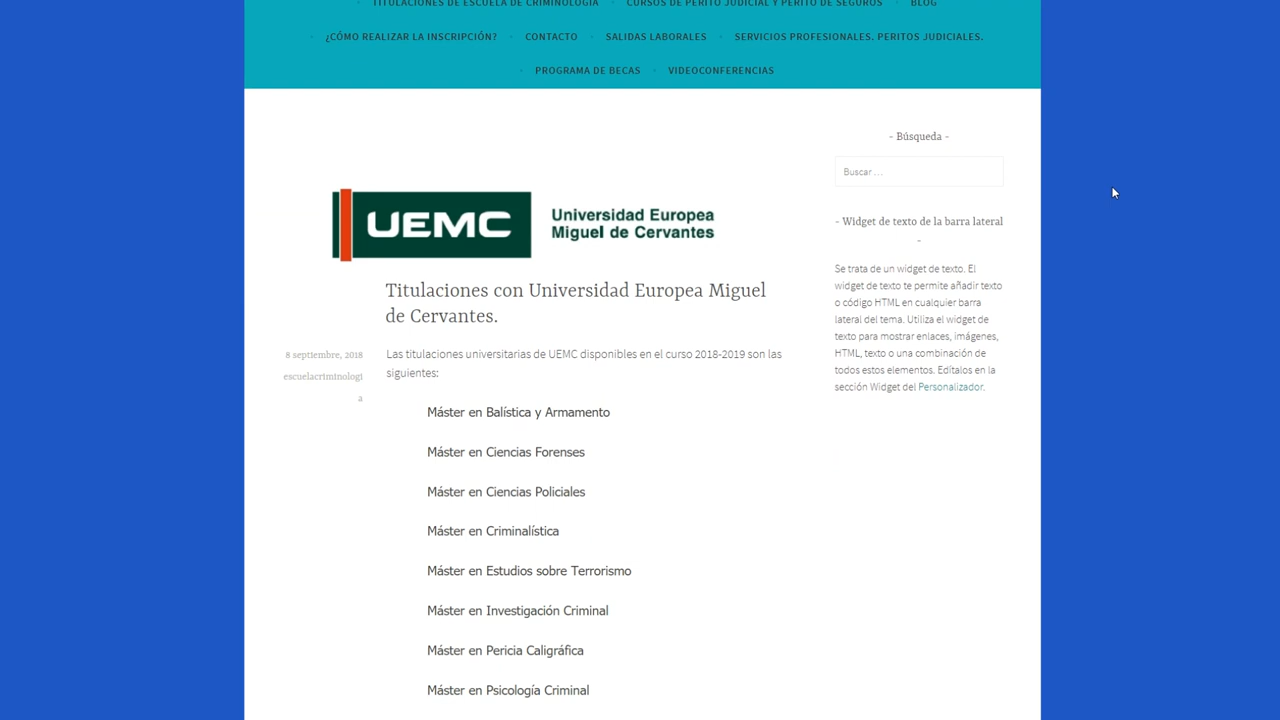 TITULACIONES DE ESCUELA DE CRIMINOLOGÍA
CURSOS DE PERITO JUDICIAL Y PERITO DE SEGUROS
BLOG
¿CÓMO REALIZAR LA INSCRIPCIÓN?
CONTACTO
SALIDAS LABORALES
SERVICIOS PROFESIONALES. PERITOS JUDICIALES.
PROGRAMA DE BECAS
VIDEOCONFERENCIAS
UEMC
Universidad Europea
Miguel de Cervantes
Titulaciones con Universidad Europea Miguel
de Cervantes.
8 septiembre, 2018
escuelacriminologi
a
Las titulaciones universitarias de UEMC disponibles en el curso 2018-2019 son las
siguientes:
Máster en Balística y Armamento
Máster en Ciencias Forenses
Máster en Ciencias Policiales
Máster en Criminalística
Máster en Estudios sobre Terrorismo
Máster en Investigación Criminal
Máster en Pericia Caligráfica
Máster en Psicología Criminal
- Búsqueda -
Buscar …
- Widget de texto de la barra lateral
-
Se trata de un widget de texto. El
widget de texto te permite añadir texto
o código HTML en cualquier barra
lateral del tema. Utiliza el widget de
texto para mostrar enlaces, imágenes,
HTML, texto o una combinación de
todos estos elementos. Edítalos en la
sección Widget del Personalizador.